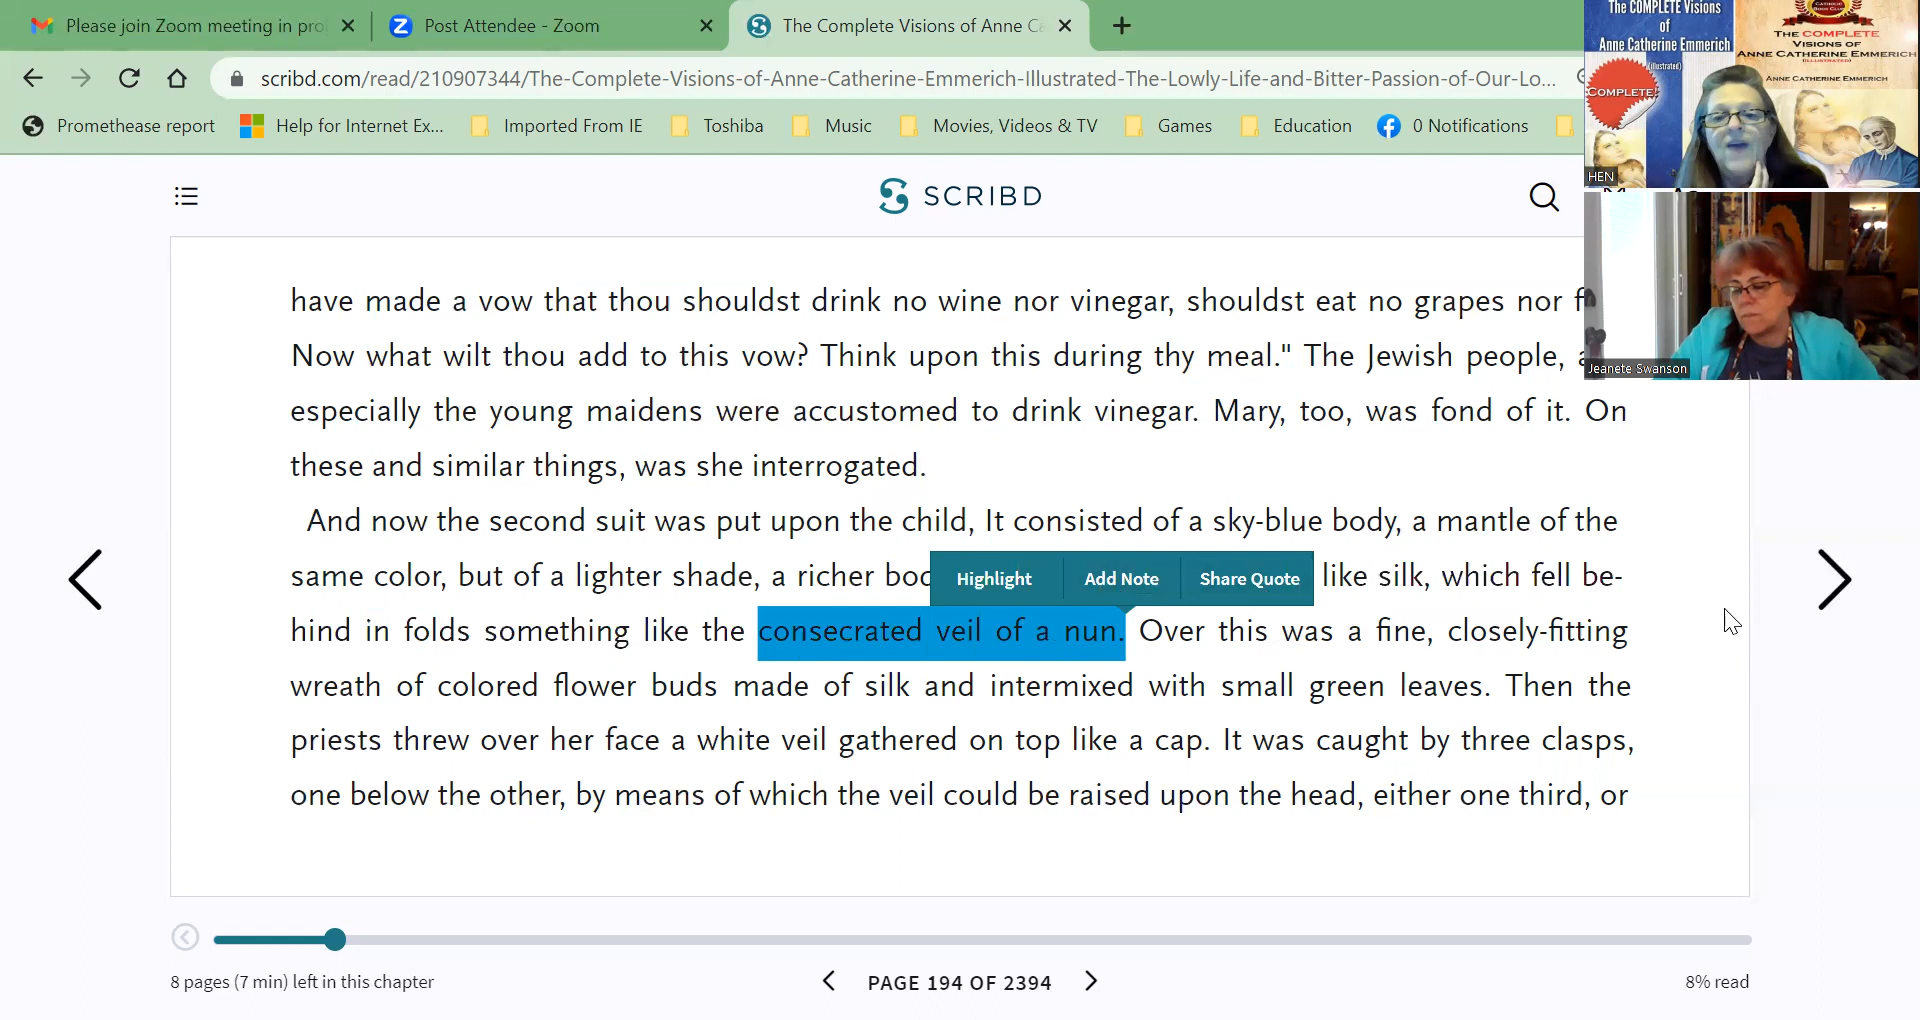 Please join Zoom meeting in pro
Post Attendee - Zoom
The Complete Visions of Anne Ca
scribd.com/read/210907344/The-Complete-Visions-of-Anne-Catherine-Emmerich-Illustrated-The-Lowly-Life-and-Bitter-Passion-of-Our-Lo...
Promethease report
Help for Internet Ex...
Imported From IE
Toshiba
Music
Movies, Videos & TV
Games
Education
0 Notifications
The COMPLETE Visions
of
Anne Catherine Emmerich
(illustrated)
COMPLETE!
CATHOLIC
BOOK CLUB
THE COMPLETE
VISIONS OF
ANNE CATHERINE EMMERICH
(ILLUSTRATED)
ANNE CATHERINE EMMERICH
HEN
Jeanete Swanson
SCRIBD
have made a vow that thou shouldst drink no wine nor vinegar, shouldst eat no grapes nor
Now what wilt thou add to this vow? Think upon this during thy meal." The Jewish people,
especially the young maidens were accustomed to drink vinegar. Mary, too, was fond of it. On
these and similar things, was she interrogated.
And now the second suit was put upon the child, It consisted of a sky-blue body, a mantle of the
same color, but of a lighter shade, a richer like silk, which fell be-
Highlight
Add Note
Share Quote
hind in folds something like the consecrated veil of a nun. Over this was a fine, closely-fitting
wreath of colored flower buds made of silk and intermixed with small green leaves. Then the
priests threw over her face a white veil gathered on top like a cap. It was caught by three clasps,
one below the other, by means of which the veil could be raised upon the head, either one third, or
8 pages (7 min) left in this chapter
PAGE 194 OF 2394
8% read